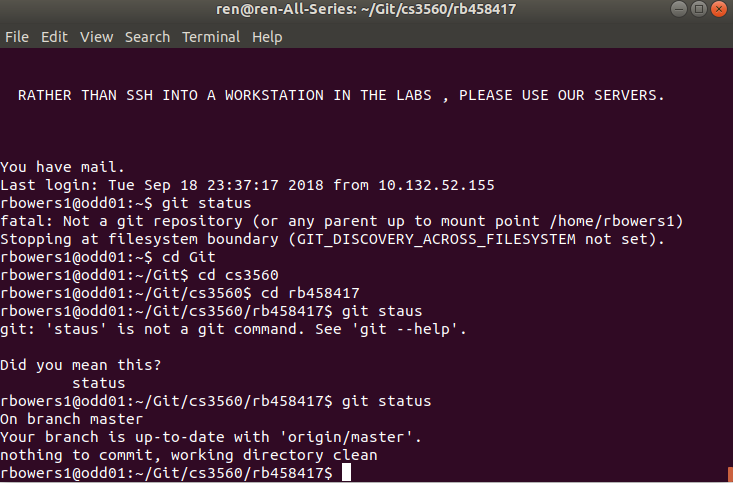 ren@ren-All-Series: ~/Git/cs3560/rb458417
File Edit View Search Terminal Help
RATHER THAN SSH INTO A WORKSTATION IN THE LABS , PLEASE USE OUR SERVERS.
You have mail.
Last login: Tue Sep 18 23:37:17 2018 from 10.132.52.155
rbowers1@odd01:~$ git status
fatal: Not a git repository (or any parent up to mount point /home/rbowers1)
Stopping at filesystem boundary (GIT_DISCOVERY_ACROSS_FILESYSTEM not set).
rbowers1@odd01:~$ cd Git
rbowers1@odd01:~/Git$ cd cs3560
rbowers1@odd01:~/Git/cs3560$ cd rb458417
rbowers1@odd01:~/Git/cs3560/rb458417$ git staus
git: 'staus' is not a git command. See 'git --help'.
Did you mean this?
status
rbowers1@odd01:~/Git/cs3560/rb458417$ git status
On branch master
Your branch is up-to-date with 'origin/master'.
nothing to commit, working directory clean
rbowers1@odd01:~/Git/cs3560/rb458417$